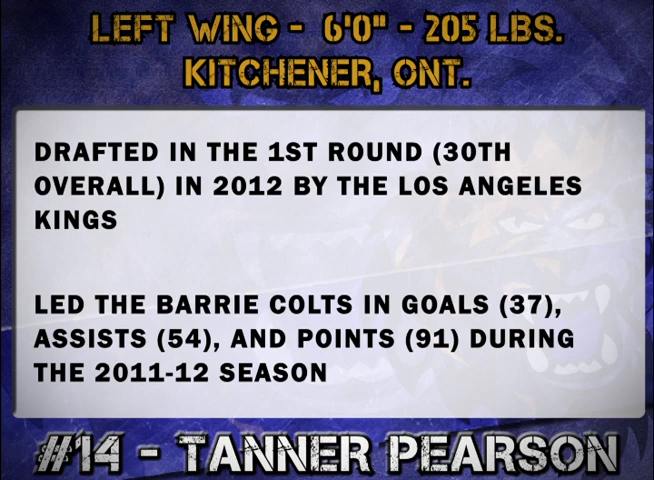 LEFT WING - 6'0" - 205 LBS.
KITCHENER, ONT.
DRAFTED IN THE 1ST ROUND (30TH
OVERALL) IN 2012 BY THE LOS ANGELES
KINGS
LED THE BARRIE COLTS IN GOALS (37),
ASSISTS (54), AND POINTS (91) DURING
THE 2011-12 SEASON
#14 - TANNER PEARSON